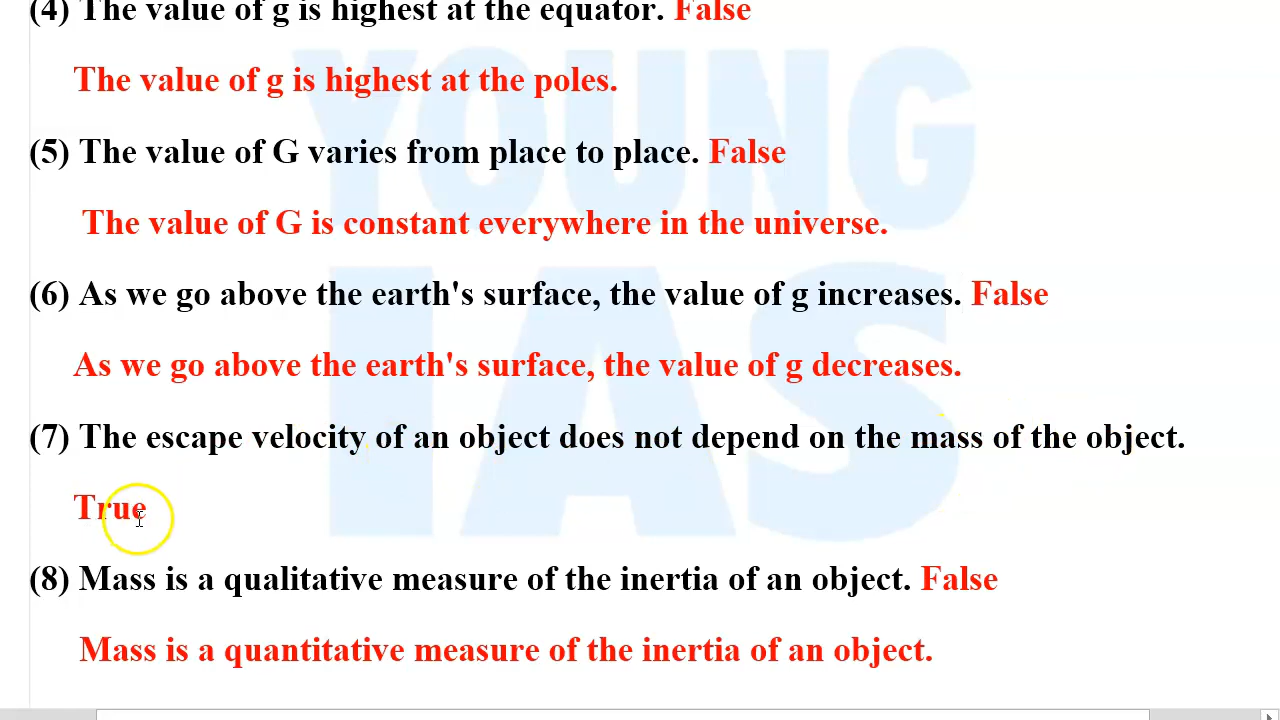 (4) The value of g is highest at the equator. False
The value of g is highest at the poles.
(5) The value of G varies from place to place. False
The value of G is constant everywhere in the universe.
(6) As we go above the earth's surface, the value of g increases. False
As we go above the earth's surface, the value of g decreases.
(7) The escape velocity of an object does not depend on the mass of the object.
True
(8) Mass is a qualitative measure of the inertia of an object. False
Mass is a quantitative measure of the inertia of an object.
YOUNG
IAS